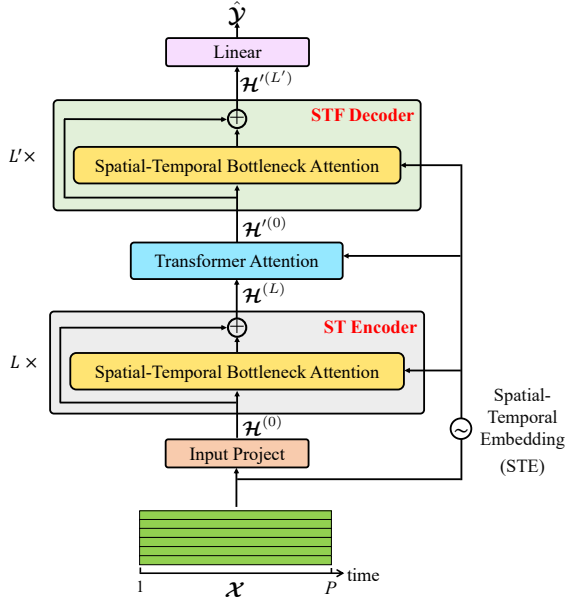 𝓨̂
Linear
𝓗′^(L′)
STF Decoder
L′×
Spatial-Temporal Bottleneck Attention
𝓗′^(0)
Transformer Attention
𝓗^(L)
ST Encoder
L ×
Spatial-Temporal Bottleneck Attention
𝓗^(0)
Input Project
Spatial-
Temporal
Embedding
(STE)
~
time
1
𝓧
P